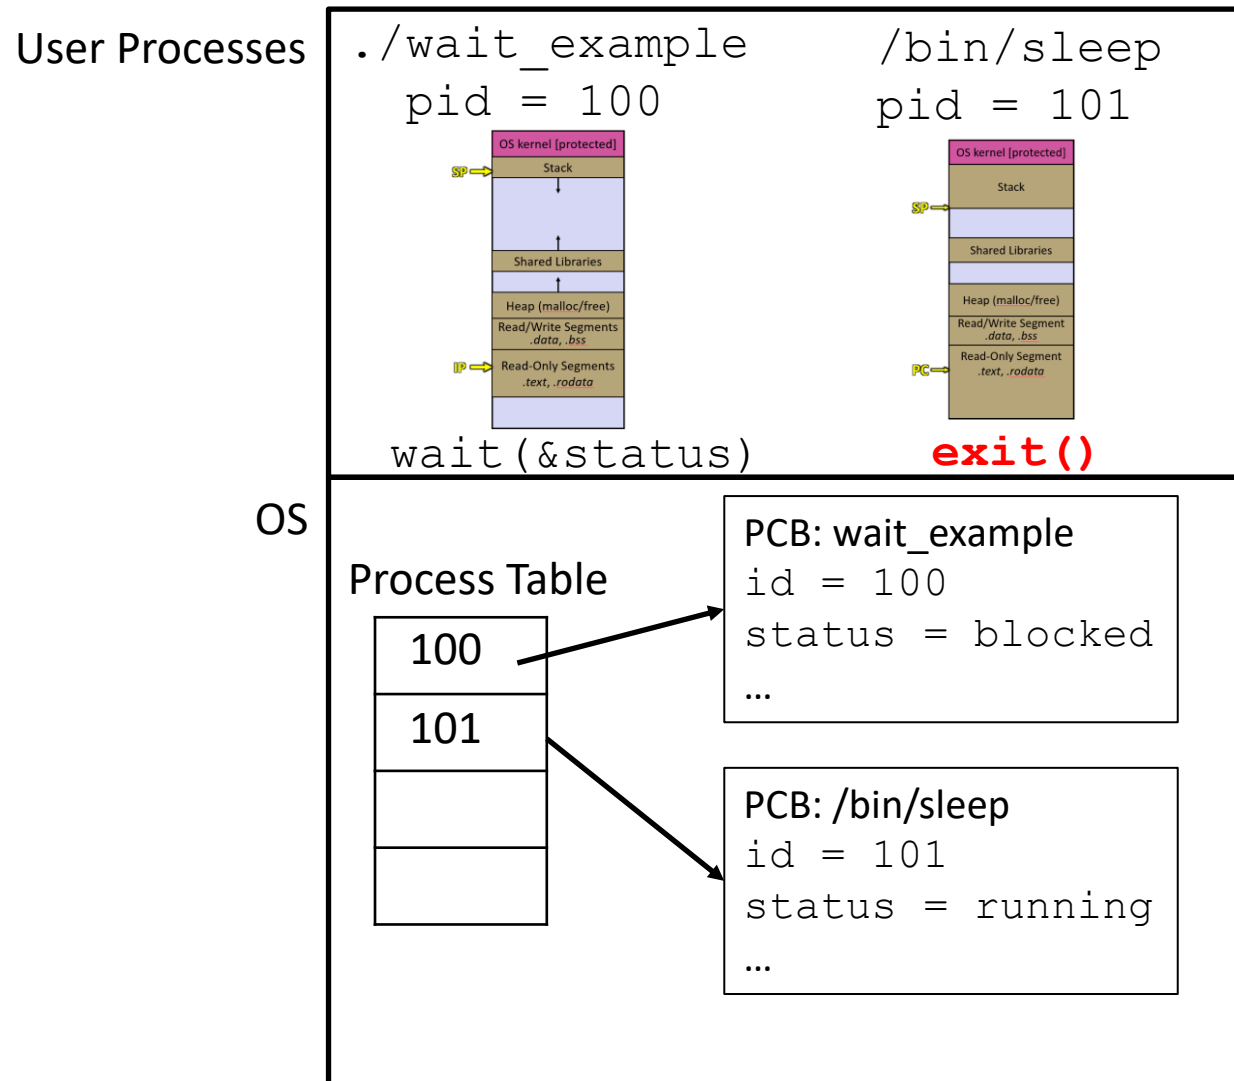 User Processes
./wait_example
pid = 100
OS kernel [protected]
SP
Stack
Shared Libraries
Heap (malloc/free)
Read/Write Segments
.data, .bss
IP
Read-Only Segments
.text, .rodata
wait(&status)
/bin/sleep
pid = 101
OS kernel [protected]
Stack
SP
Shared Libraries
Heap (malloc/free)
Read/Write Segment
.data, .bss
PC
Read-Only Segment
.text, .rodata
exit()
OS
Process Table
100
101
PCB: wait_example
id = 100
status = blocked
…
PCB: /bin/sleep
id = 101
status = running
…